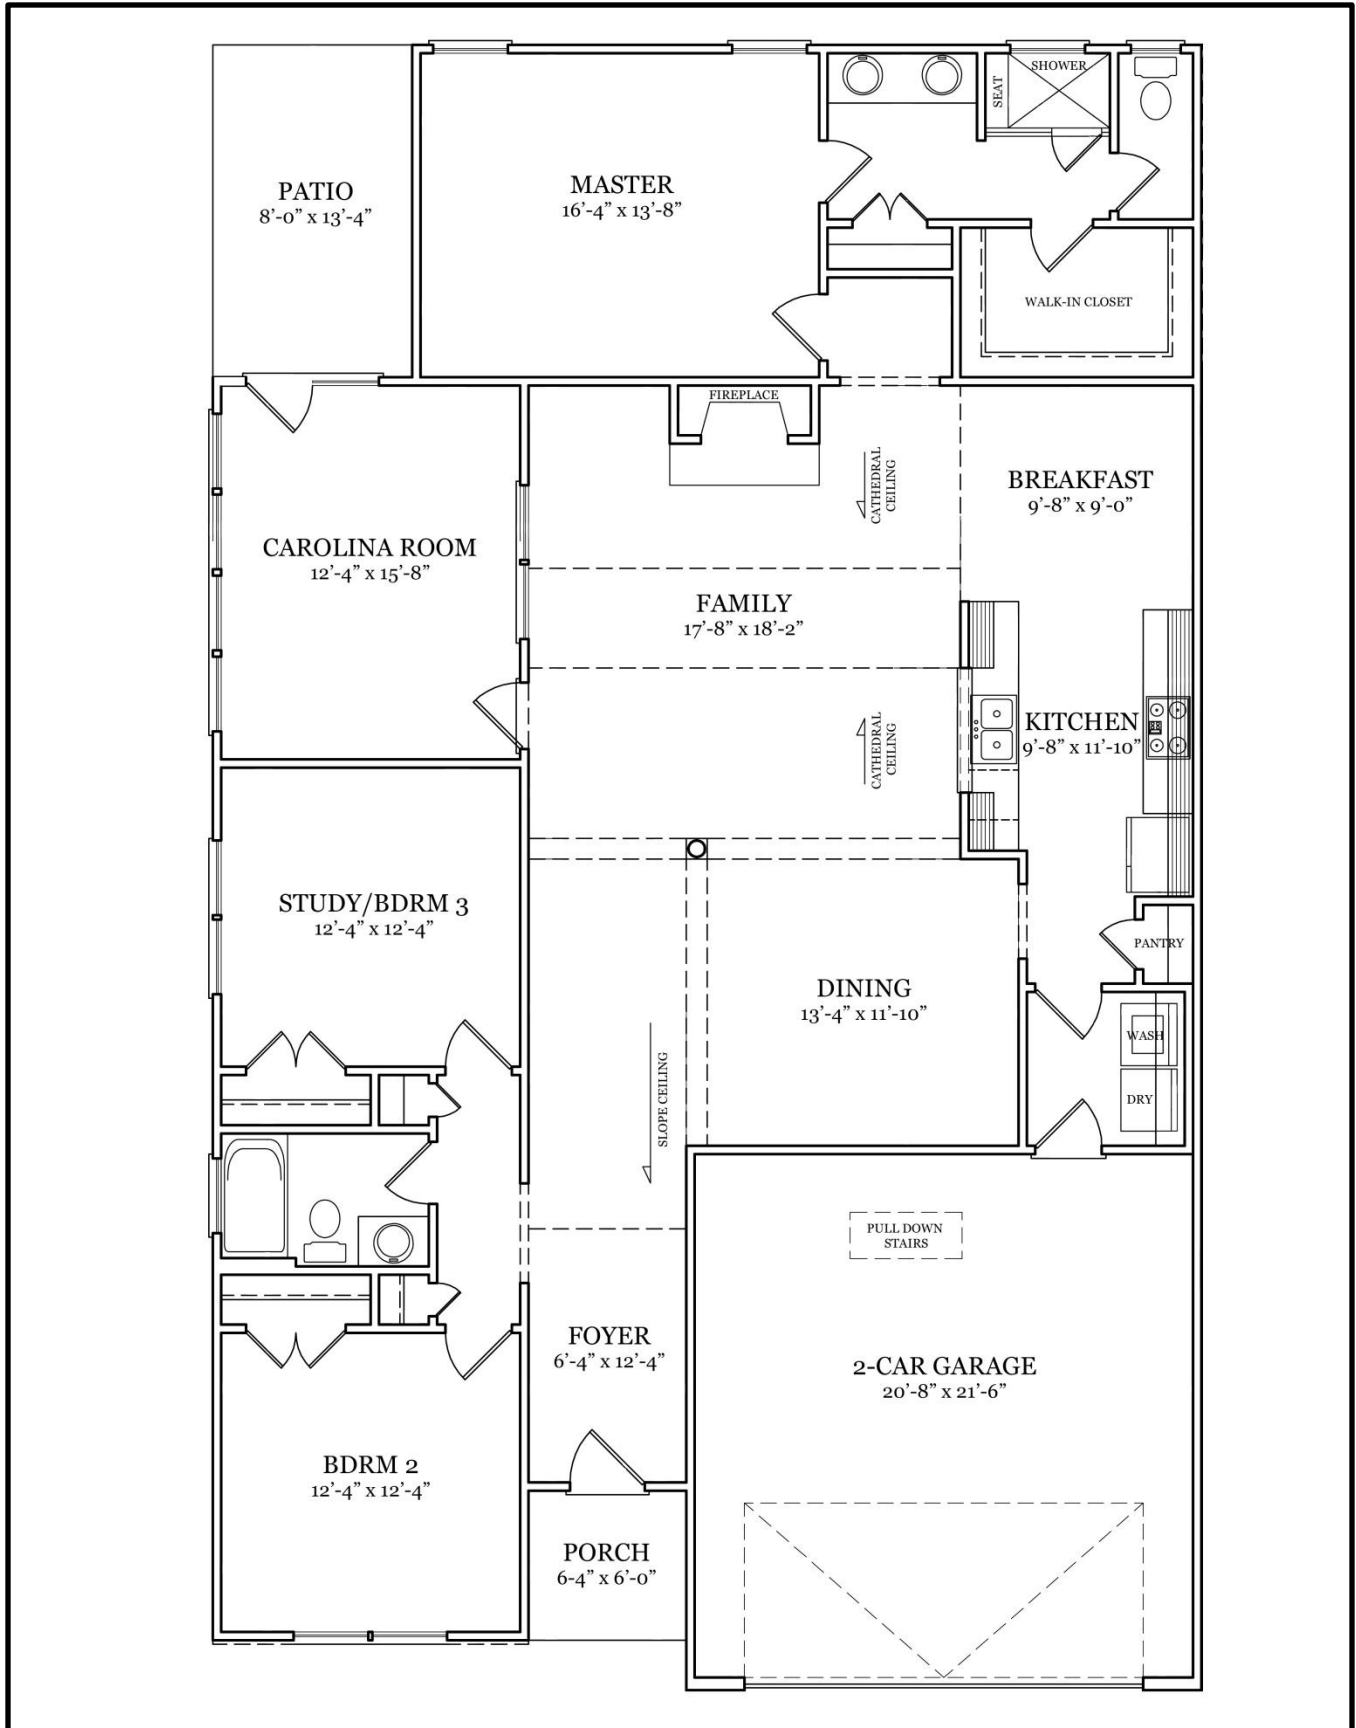 SHOWER
SEAT
PATIO
8’-0” x 13’-4”
MASTER
16’-4” x 13’-8”
WALK-IN CLOSET
FIREPLACE
CATHEDRAL
CEILING
BREAKFAST
9’-8” x 9’-0”
CAROLINA ROOM
12’-4” x 15’-8”
FAMILY
17’-8” x 18’-2”
CATHEDRAL
CEILING
KITCHEN
9’-8” x 11’-10”
STUDY/BDRM 3
12’-4” x 12’-4”
PANTRY
DINING
13’-4” x 11’-10”
WASH
DRY
SLOPE CEILING
PULL DOWN
STAIRS
FOYER
6’-4” x 12’-4”
2-CAR GARAGE
20’-8” x 21’-6”
BDRM 2
12’-4” x 12’-4”
PORCH
6-4” x 6’-0”